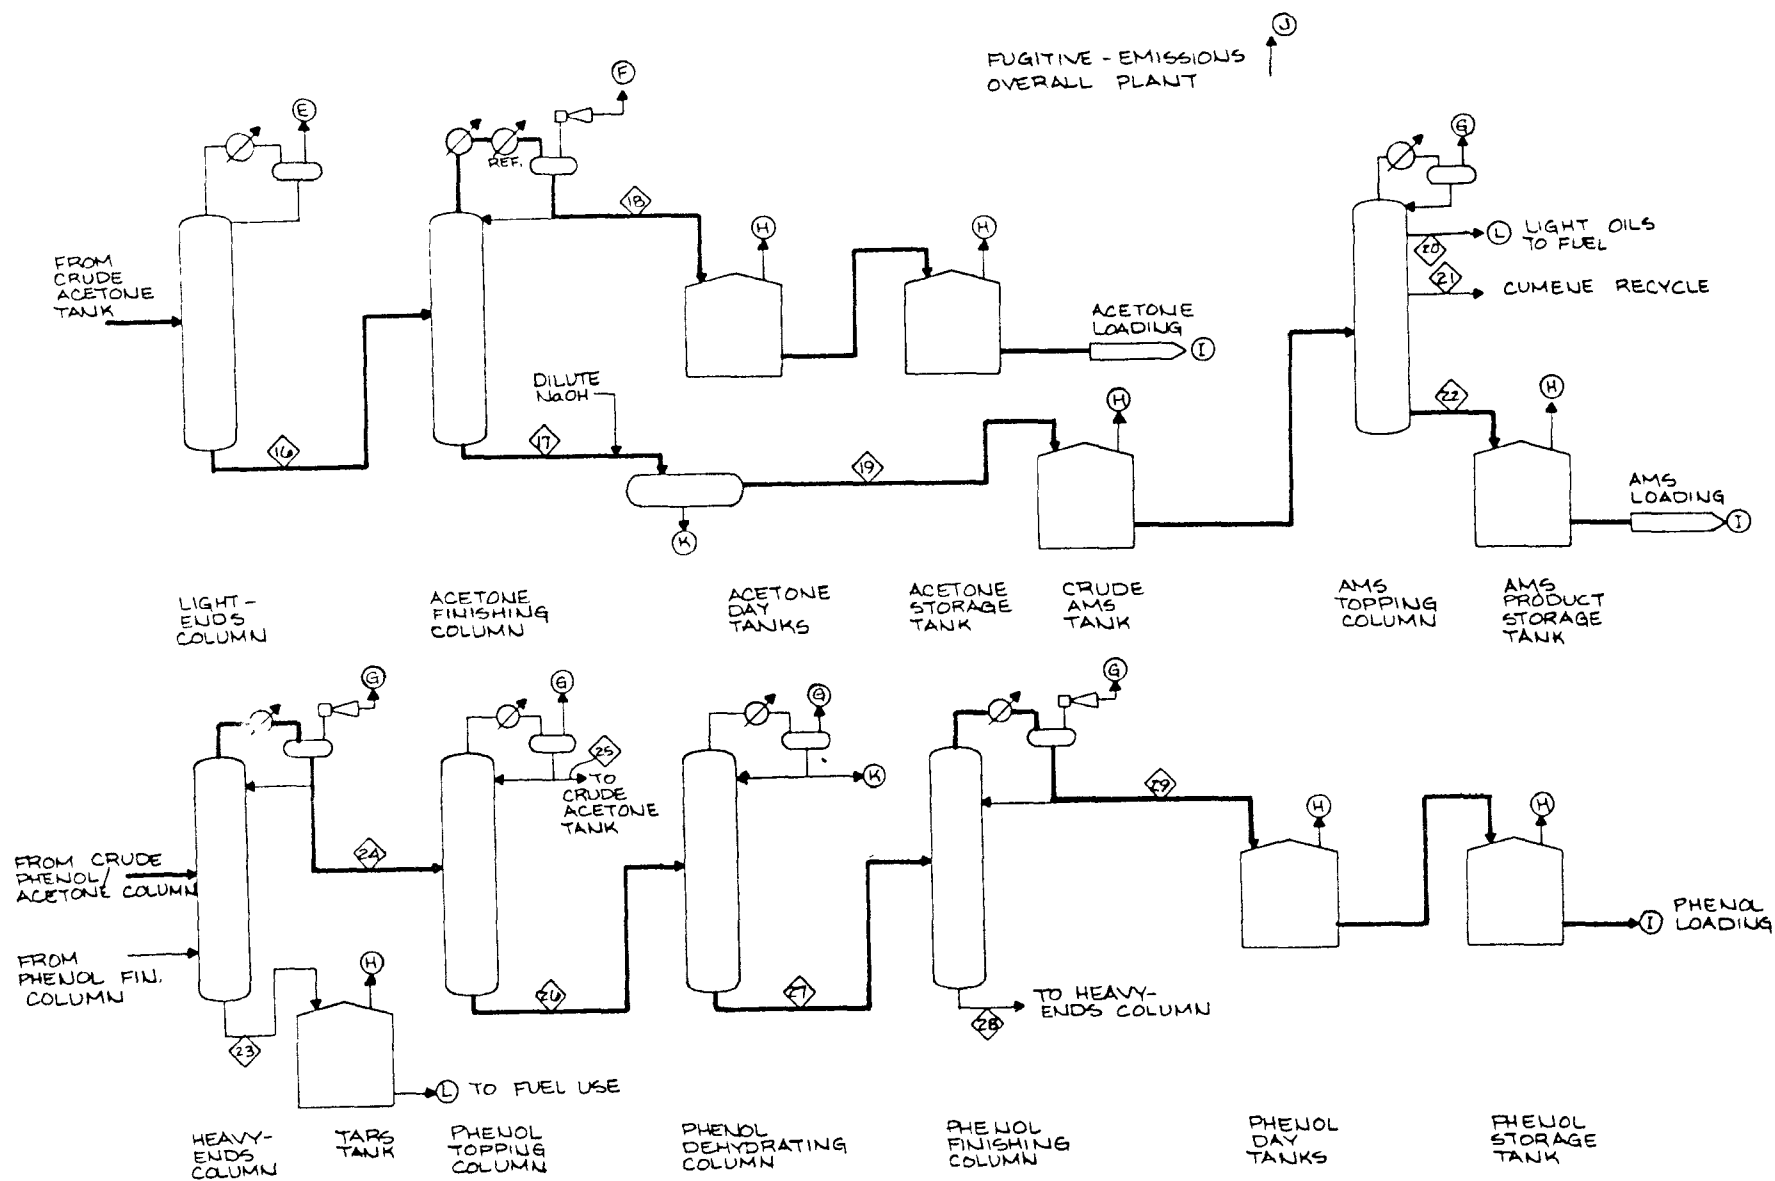 J
FUGITIVE - EMISSIONS
OVERALL PLANT
E
F
REF.
G
18
H
H
L LIGHT OILS
TO FUEL
20
21
CUMENE RECYCLE
FROM
CRUDE
ACETONE
TANK
ACETONE
LOADING
I
DILUTE
NaOH
16
17
19
H
22
H
K
AMS
LOADING
I
LIGHT-
ENDS
COLUMN
ACETONE
FINISHING
COLUMN
ACETONE
DAY
TANKS
ACETONE
STORAGE
TANK
CRUDE
AMS
TANK
AMS
TOPPING
COLUMN
AMS
PRODUCT
STORAGE
TANK
G
G
G
G
25
TO
CRUDE
ACETONE
TANK
K
29
H
H
FROM CRUDE
PHENOL/
ACETONE COLUMN
24
FROM
PHENOL FIN.
COLUMN
H
23
26
27
28
TO HEAVY-
ENDS COLUMN
PHENOL
LOADING
I
L TO FUEL USE
HEAVY-
ENDS
COLUMN
TARS
TANK
PHENOL
TOPPING
COLUMN
PHENOL
DEHYDRATING
COLUMN
PHENOL
FINISHING
COLUMN
PHENOL
DAY
TANKS
PHENOL
STORAGE
TANK